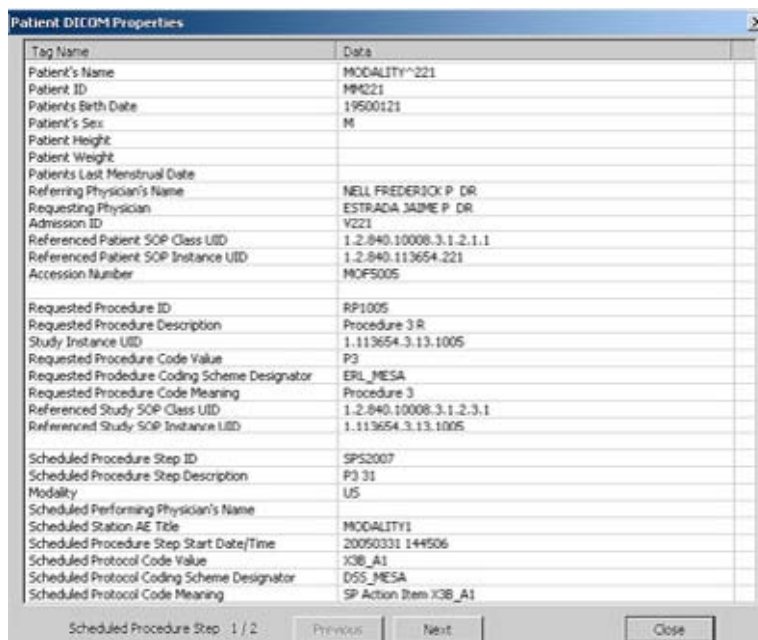 Patient DICOM Properties
Tag Name Data
Patient's Name MODALITY^221
Patient ID MM221
Patients Birth Date 19500121
Patient's Sex M
Patient Height
Patient Weight
Patients Last Menstrual Date
Referring Physician's Name NELL FREDERICK P DR
Requesting Physician ESTRADA JAIME P DR
Admission ID V221
Referenced Patient SOP Class UID 1.2.840.10008.3.1.2.1.1
Referenced Patient SOP Instance UID 1.2.840.113654.221
Accession Number MOF5005
Requested Procedure ID RP1005
Requested Procedure Description Procedure 3 R
Study Instance UID 1.113654.3.13.1005
Requested Procedure Code Value P3
Requested Prodedure Coding Scheme Designator ERL_MESA
Requested Procedure Code Meaning Procedure 3
Referenced Study SOP Class UID 1.2.840.10008.3.1.2.3.1
Referenced Study SOP Instance UID 1.113654.3.13.1005
Scheduled Procedure Step ID SPS2007
Scheduled Procedure Step Description P3 31
Modality US
Scheduled Performing Physician's Name
Scheduled Station AE Title MODALITY1
Scheduled Procedure Step Start Date/Time 20050331 144506
Scheduled Protocol Code Value X3B_A1
Scheduled Protocol Coding Scheme Designator DSS_MESA
Scheduled Protocol Code Meaning SP Action Item X3B_A1
Scheduled Procedure Step 1 / 2 Previous Next Close